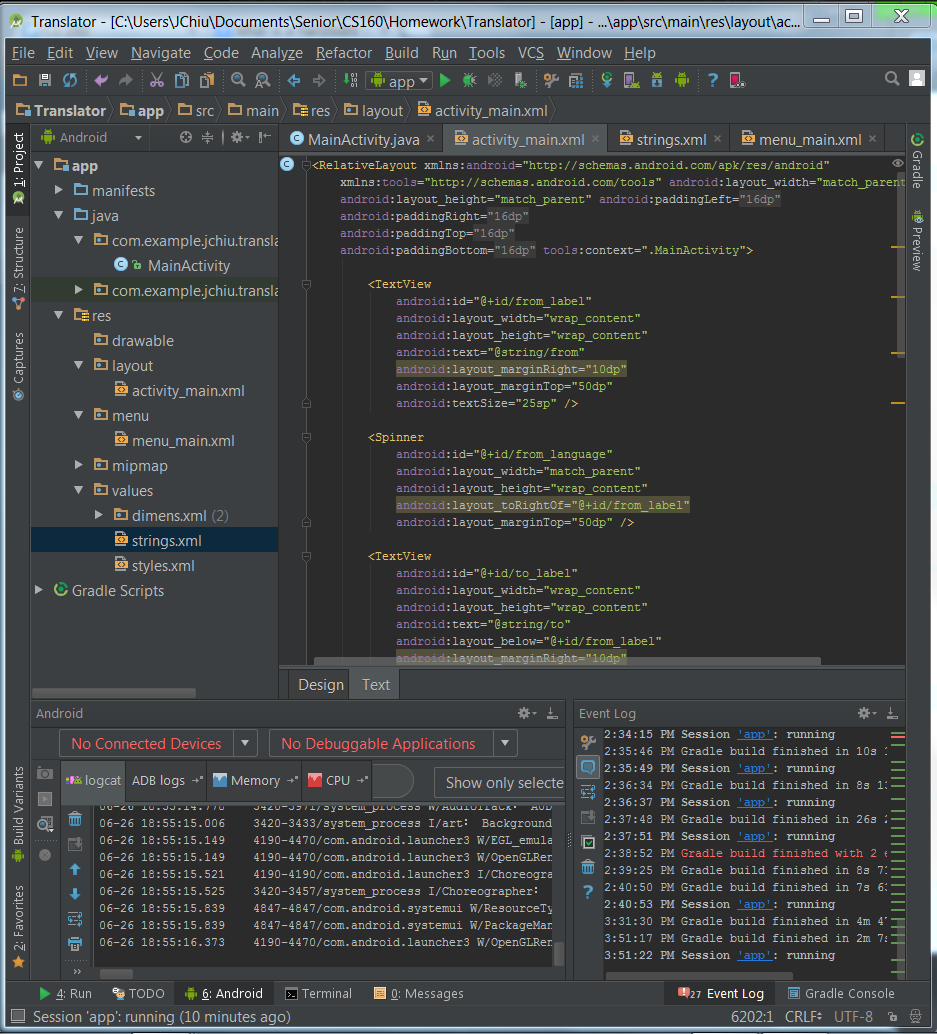 Translator - [C:\Users\JChiu\Documents\Senior\CS160\Homework\Translator] - [app] - ...\app\src\main\res\layout\ac...
File Edit View Navigate Code Analyze Refactor Build Run Tools VCS Window Help
app
Translator app src main res layout activity_main.xml
1: Project
7: Structure
Captures
Build Variants
2: Favorites
Android
app
manifests
java
com.example.jchiu.transla
MainActivity
com.example.jchiu.transla
res
drawable
layout
activity_main.xml
menu
menu_main.xml
mipmap
values
dimens.xml (2)
strings.xml
styles.xml
Gradle Scripts
MainActivity.java activity_main.xml strings.xml menu_main.xml
<RelativeLayout xmlns:android="http://schemas.android.com/apk/res/android"
xmlns:tools="http://schemas.android.com/tools" android:layout_width="match_parent
android:layout_height="match_parent" android:paddingLeft="16dp"
android:paddingRight="16dp"
android:paddingTop="16dp"
android:paddingBottom="16dp" tools:context=".MainActivity">
<TextView
android:id="@+id/from_label"
android:layout_width="wrap_content"
android:layout_height="wrap_content"
android:text="@string/from"
android:layout_marginRight="10dp"
android:layout_marginTop="50dp"
android:textSize="25sp" />
<Spinner
android:id="@+id/from_language"
android:layout_width="match_parent"
android:layout_height="wrap_content"
android:layout_toRightOf="@+id/from_label"
android:layout_marginTop="50dp" />
<TextView
android:id="@+id/to_label"
android:layout_width="wrap_content"
android:layout_height="wrap_content"
android:text="@string/to"
android:layout_below="@+id/from_label"
android:layout_marginRight="10dp"
Design Text
Gradle
Preview
Android
No Connected Devices No Debuggable Applications
logcat ADB logs Memory CPU Show only selecte
06-26 18:55:14.778 3420-3971/system_process W/AudioTrack: AUD
06-26 18:55:15.006 3420-3433/system_process I/art: Background
06-26 18:55:15.149 4190-4470/com.android.launcher3 W/EGL_emula
06-26 18:55:15.149 4190-4470/com.android.launcher3 W/OpenGLRen
06-26 18:55:15.521 4190-4190/com.android.launcher3 I/Choreogra
06-26 18:55:15.525 3420-3457/system_process I/Choreographer:
06-26 18:55:15.839 4847-4847/com.android.systemui W/ResourceTy
06-26 18:55:15.839 4847-4847/com.android.systemui W/PackageMan
06-26 18:55:16.373 4190-4470/com.android.launcher3 W/OpenGLRen
Event Log
2:34:15 PM Session 'app': running
2:35:46 PM Gradle build finished in 10s 1
2:35:49 PM Session 'app': running
2:36:34 PM Gradle build finished in 8s 13
2:36:37 PM Session 'app': running
2:37:48 PM Gradle build finished in 26s 2
2:37:51 PM Session 'app': running
2:38:52 PM Gradle build finished with 2 e
2:39:25 PM Gradle build finished in 8s 7
2:40:50 PM Gradle build finished in 7s 63
2:40:53 PM Session 'app': running
3:31:30 PM Gradle build finished in 4m 47
3:51:17 PM Gradle build finished in 2m 7s
3:51:22 PM Session 'app': running
4: Run TODO 6: Android Terminal 0: Messages 27 Event Log Gradle Console
Session 'app': running (10 minutes ago) 6202:1 CRLF UTF-8